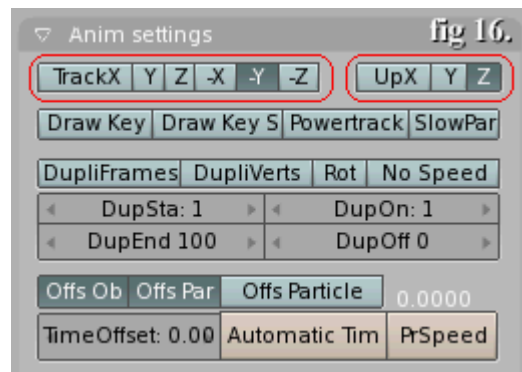 Anim settings fig 16.
TrackX Y Z -X -Y -Z UpX Y Z
Draw Key Draw Key S Powertrack SlowPar
DupliFrames DupliVerts Rot No Speed
DupSta: 1 DupOn: 1
DupEnd 100 DupOff 0
Offs Ob Offs Par Offs Particle 0.0000
TimeOffset: 0.00 Automatic Tim PrSpeed